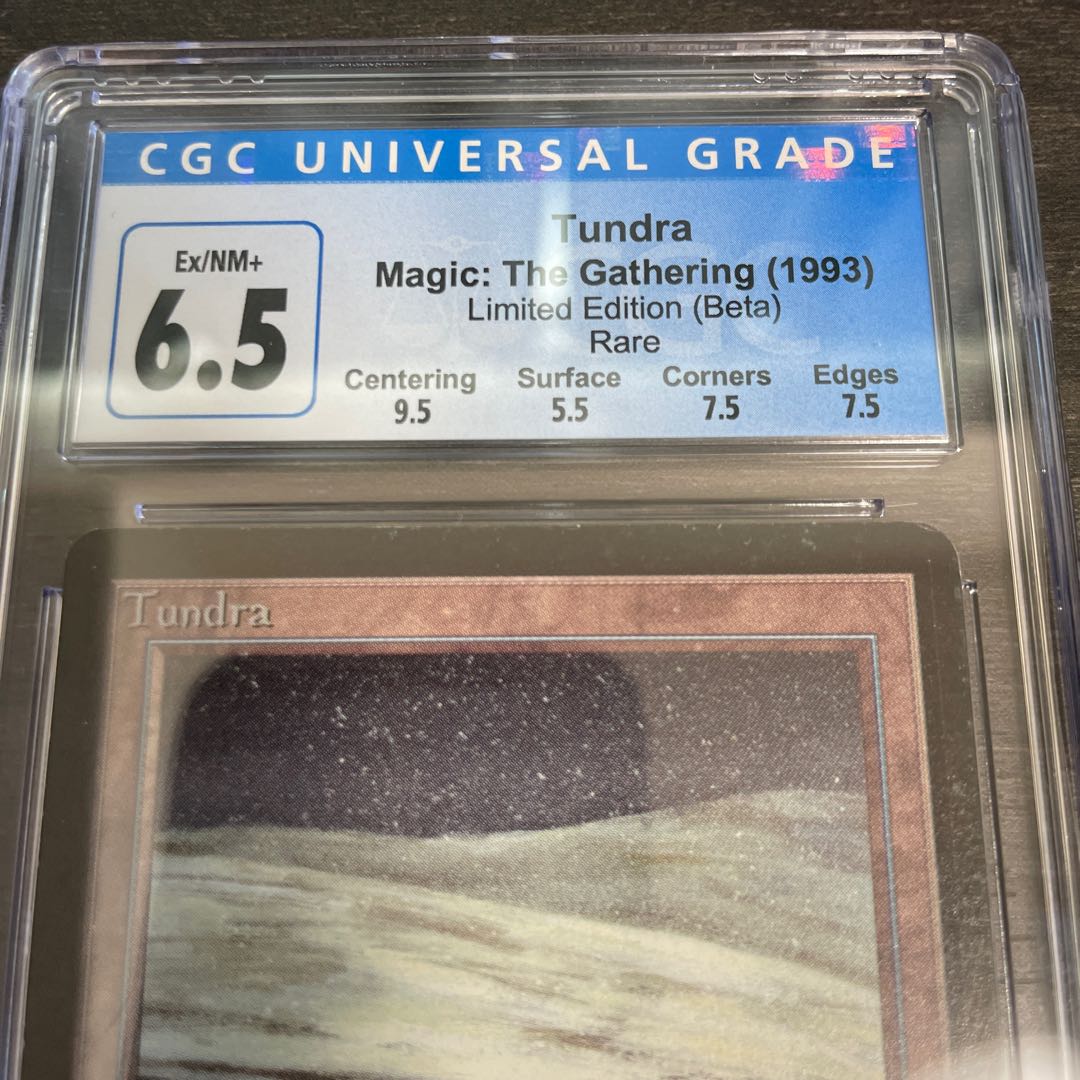 CGC UNIVERSAL GRADE
Ex/NM+
6.5
Tundra
Magic: The Gathering (1993)
Limited Edition (Beta)
Rare
Centering Surface Corners Edges
9.5 5.5 7.5 7.5
Tundra